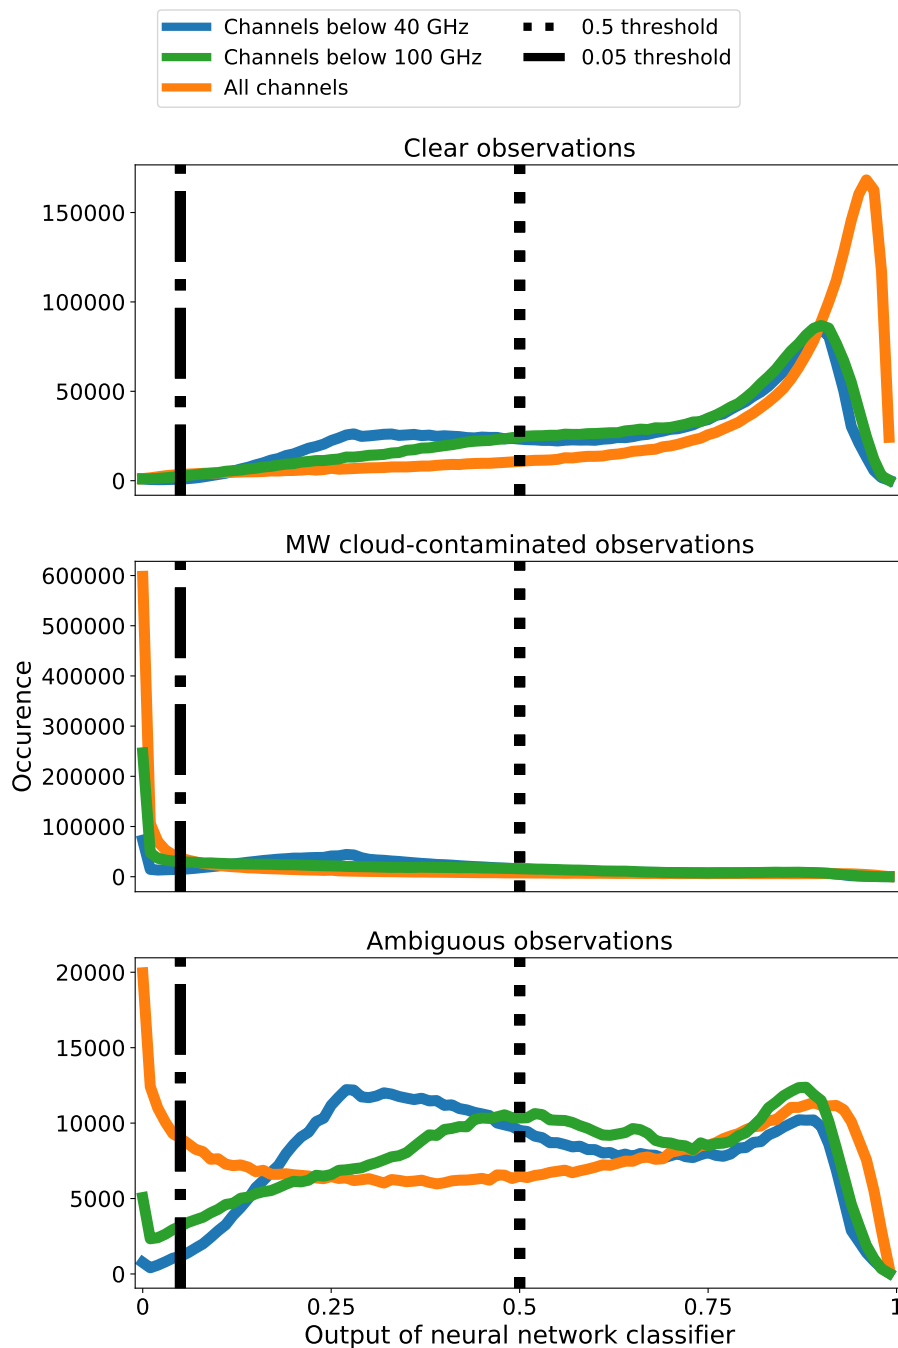 Channels below 40 GHz
Channels below 100 GHz
All channels
0.5 threshold
0.05 threshold
Clear observations
150000
100000
50000
0
MW cloud-contaminated observations
600000
500000
400000
300000
200000
100000
0
Occurence
Ambiguous observations
20000
15000
10000
5000
0
0 0.25 0.5 0.75 1
Output of neural network classifier